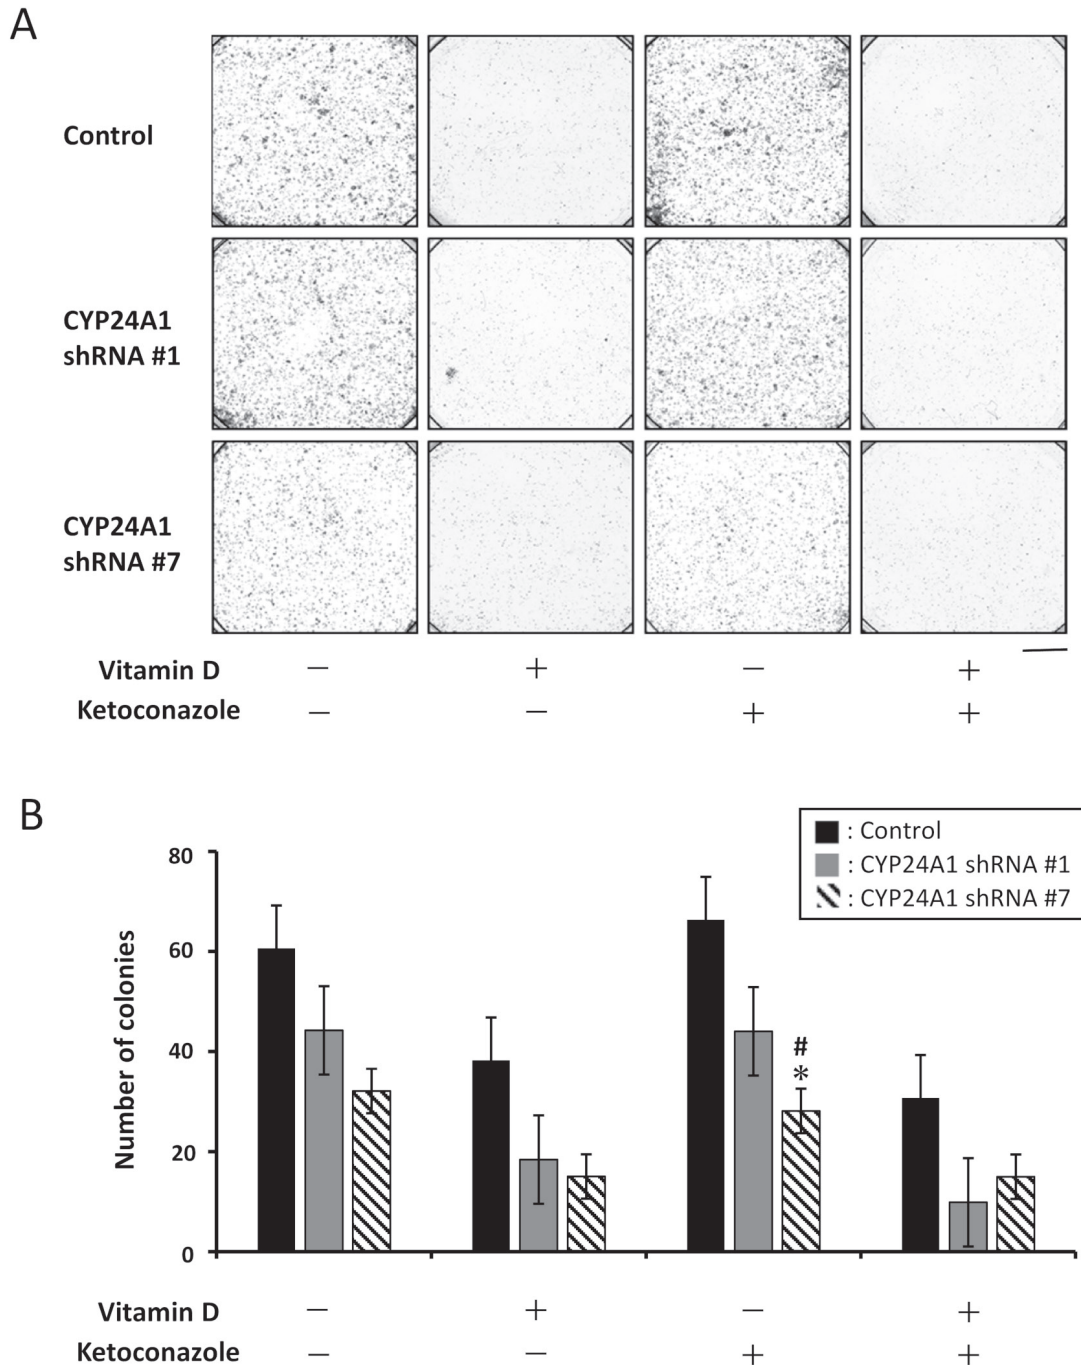 A
Control
CYP24A1
shRNA #1
CYP24A1
shRNA #7
Vitamin D − + − +
Ketoconazole − − + +
B
: Control
: CYP24A1 shRNA #1
: CYP24A1 shRNA #7
Number of colonies
80
60
40
20
0
#
*
Vitamin D − + − +
Ketoconazole − − + +